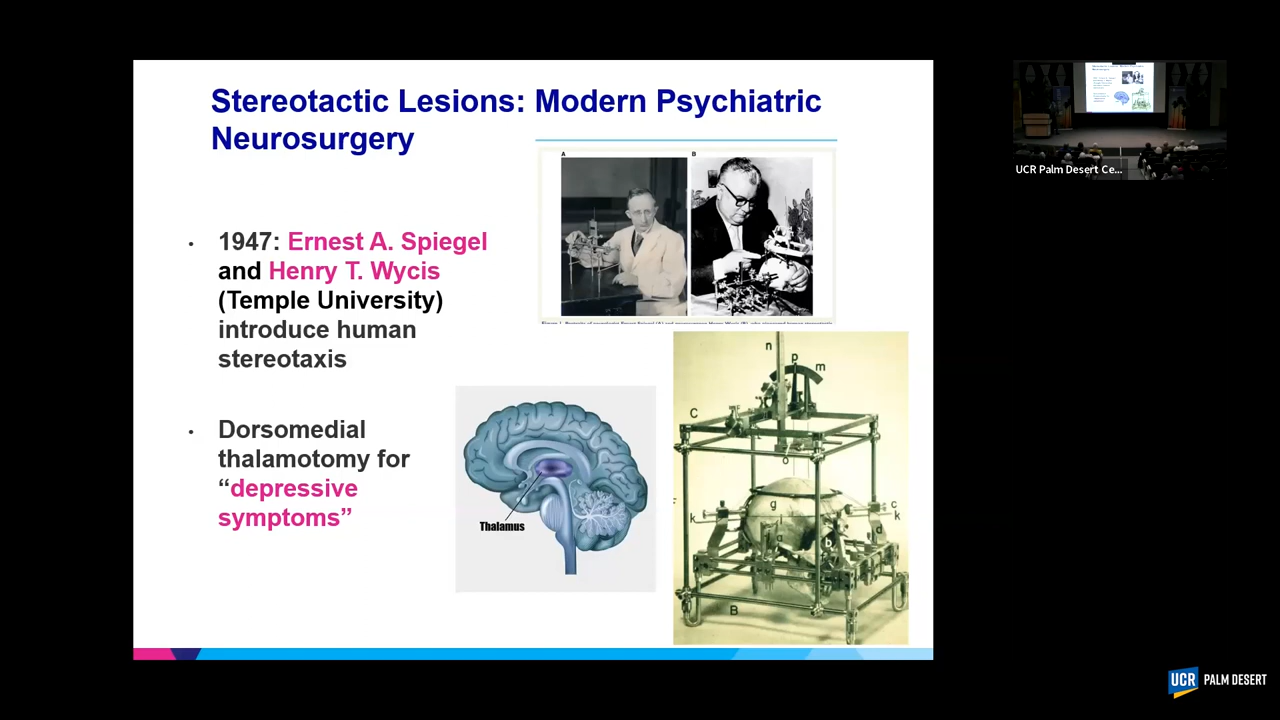 Stereotactic Lesions: Modern Psychiatric
Neurosurgery
A
B
• 1947: Ernest A. Spiegel
and Henry T. Wycis
(Temple University)
introduce human
stereotaxis
• Dorsomedial
thalamotomy for
“depressive
symptoms”
Thalamus
n
p
m
C
o
g
k
c
k
a
b
d
B
UCR Palm Desert Ce...
UCR PALM DESERT